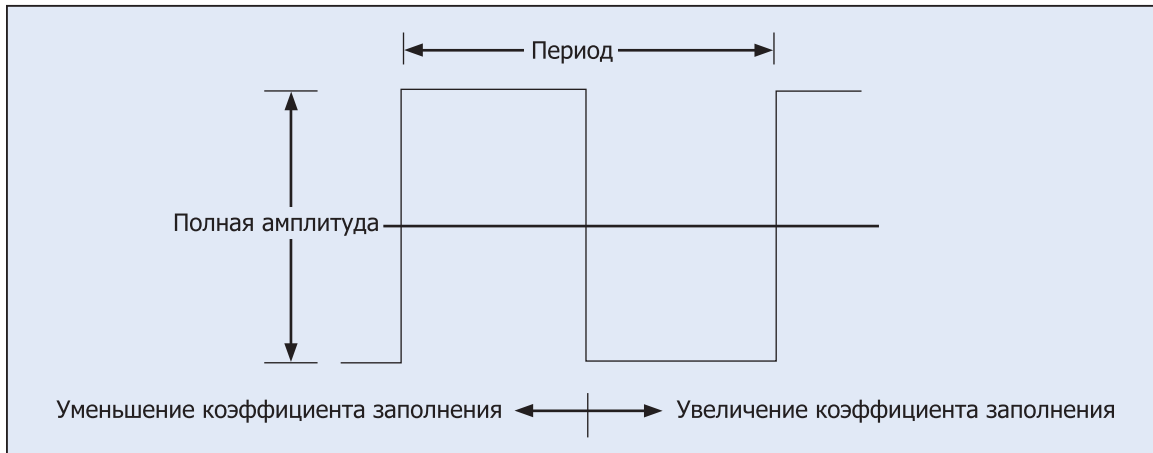 Период
Полная амплитуда
Уменьшение коэффициента заполнения
Увеличение коэффициента заполнения